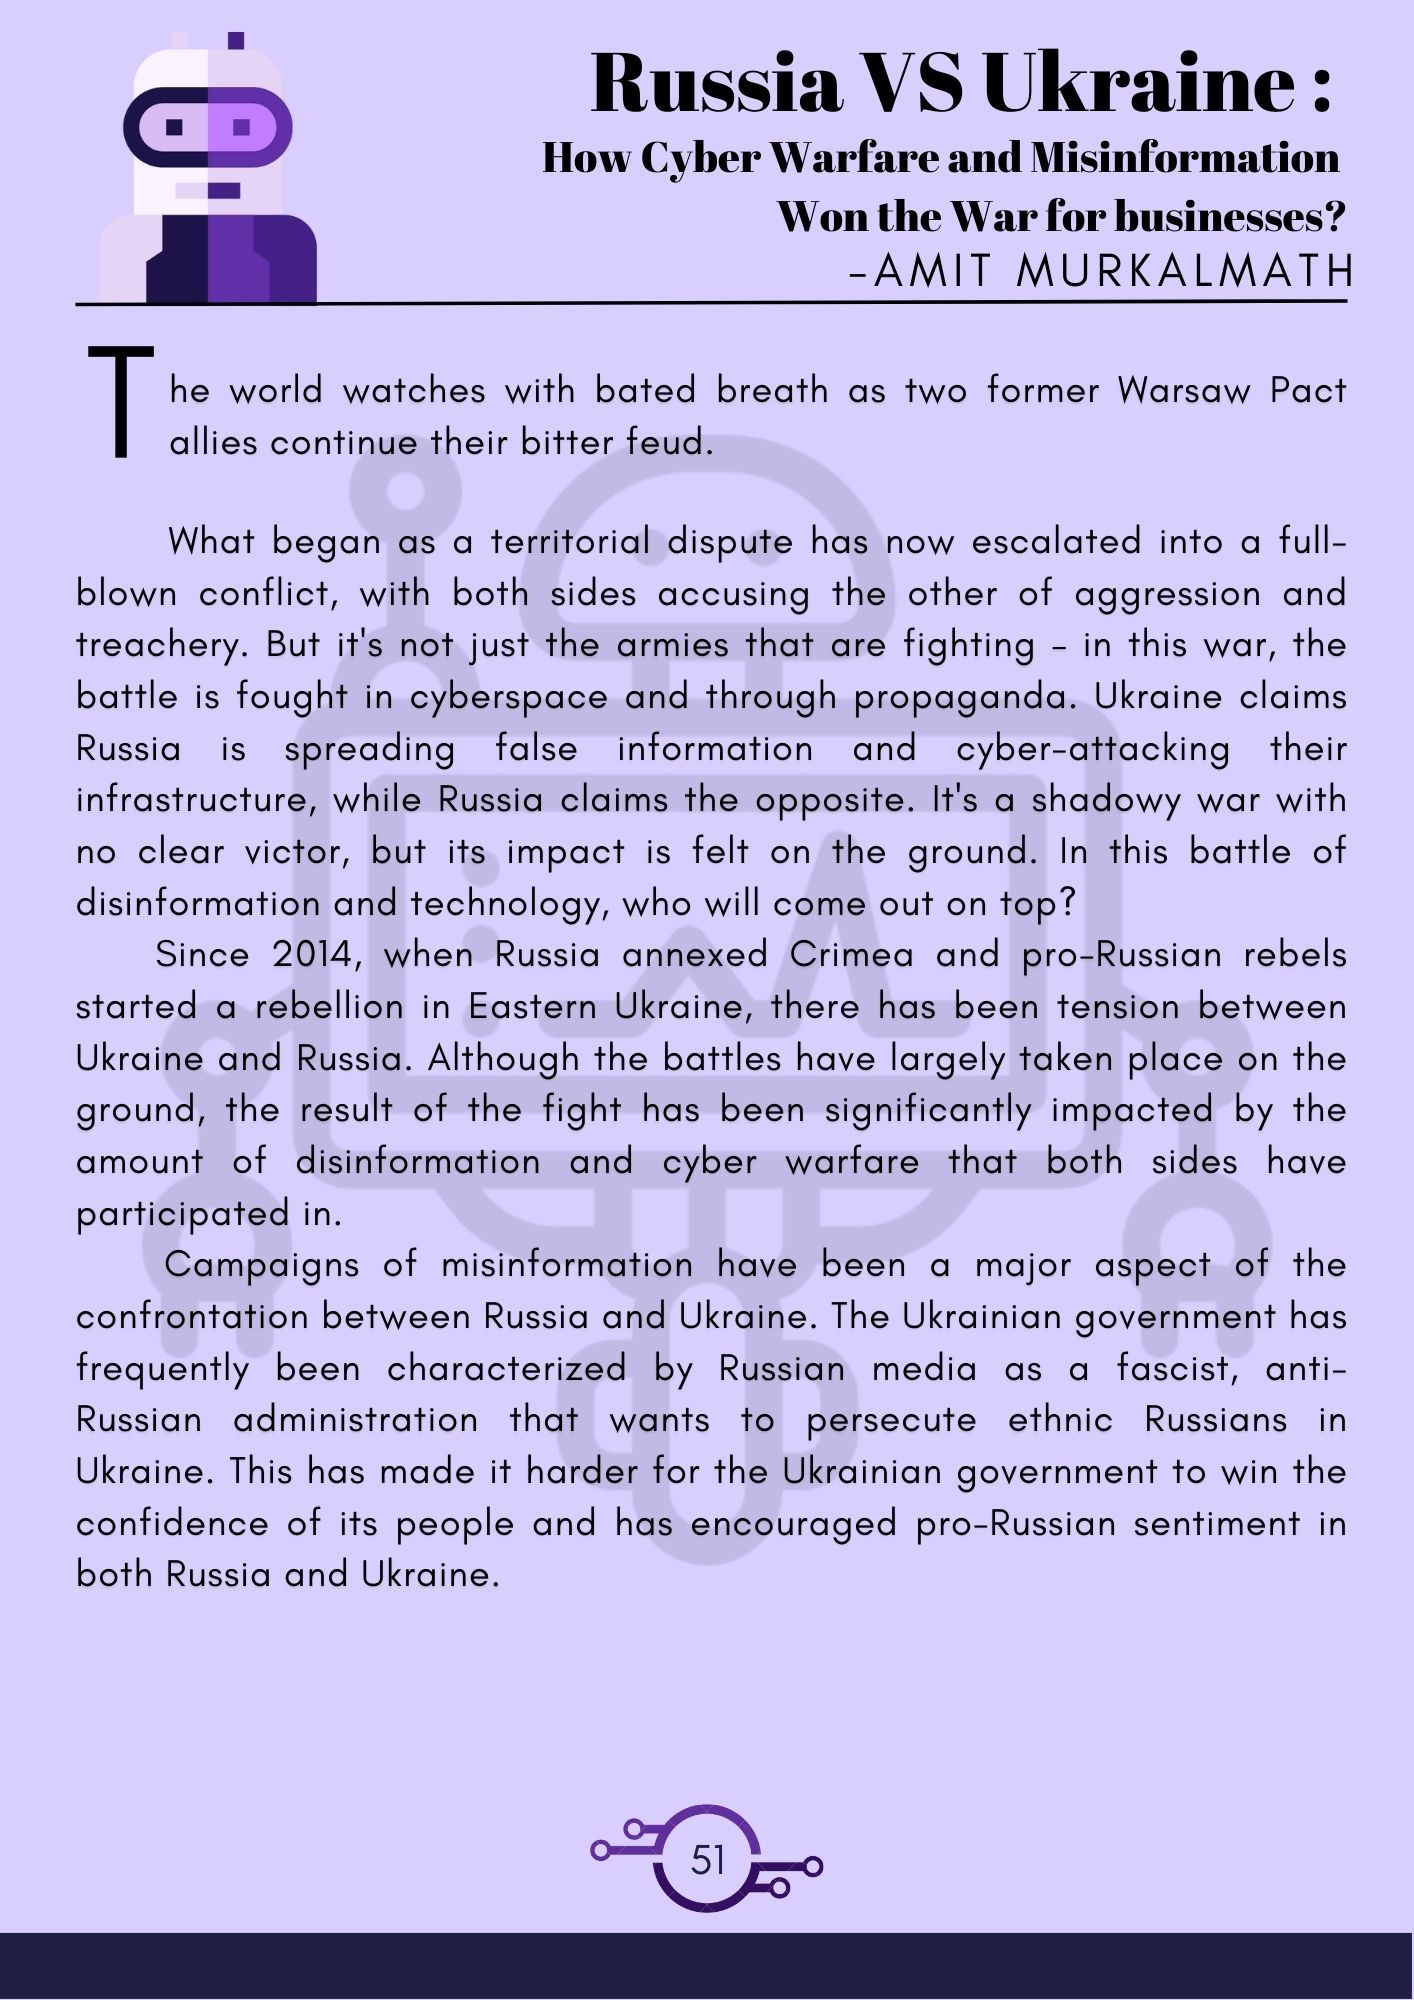 Russia VS Ukraine :
How Cyber Warfare and Misinformation
Won the War for businesses?
-AMIT MURKALMATH
The world watches with bated breath as two former Warsaw Pact
allies continue their bitter feud.
What began as a territorial dispute has now escalated into a full-
blown conflict, with both sides accusing the other of aggression and
treachery. But it's not just the armies that are fighting - in this war, the
battle is fought in cyberspace and through propaganda. Ukraine claims
Russia is spreading false information and cyber-attacking their
infrastructure, while Russia claims the opposite. It's a shadowy war with
no clear victor, but its impact is felt on the ground. In this battle of
disinformation and technology, who will come out on top?
Since 2014, when Russia annexed Crimea and pro-Russian rebels
started a rebellion in Eastern Ukraine, there has been tension between
Ukraine and Russia. Although the battles have largely taken place on the
ground, the result of the fight has been significantly impacted by the
amount of disinformation and cyber warfare that both sides have
participated in.
Campaigns of misinformation have been a major aspect of the
confrontation between Russia and Ukraine. The Ukrainian government has
frequently been characterized by Russian media as a fascist, anti-
Russian administration that wants to persecute ethnic Russians in
Ukraine. This has made it harder for the Ukrainian government to win the
confidence of its people and has encouraged pro-Russian sentiment in
both Russia and Ukraine.
51